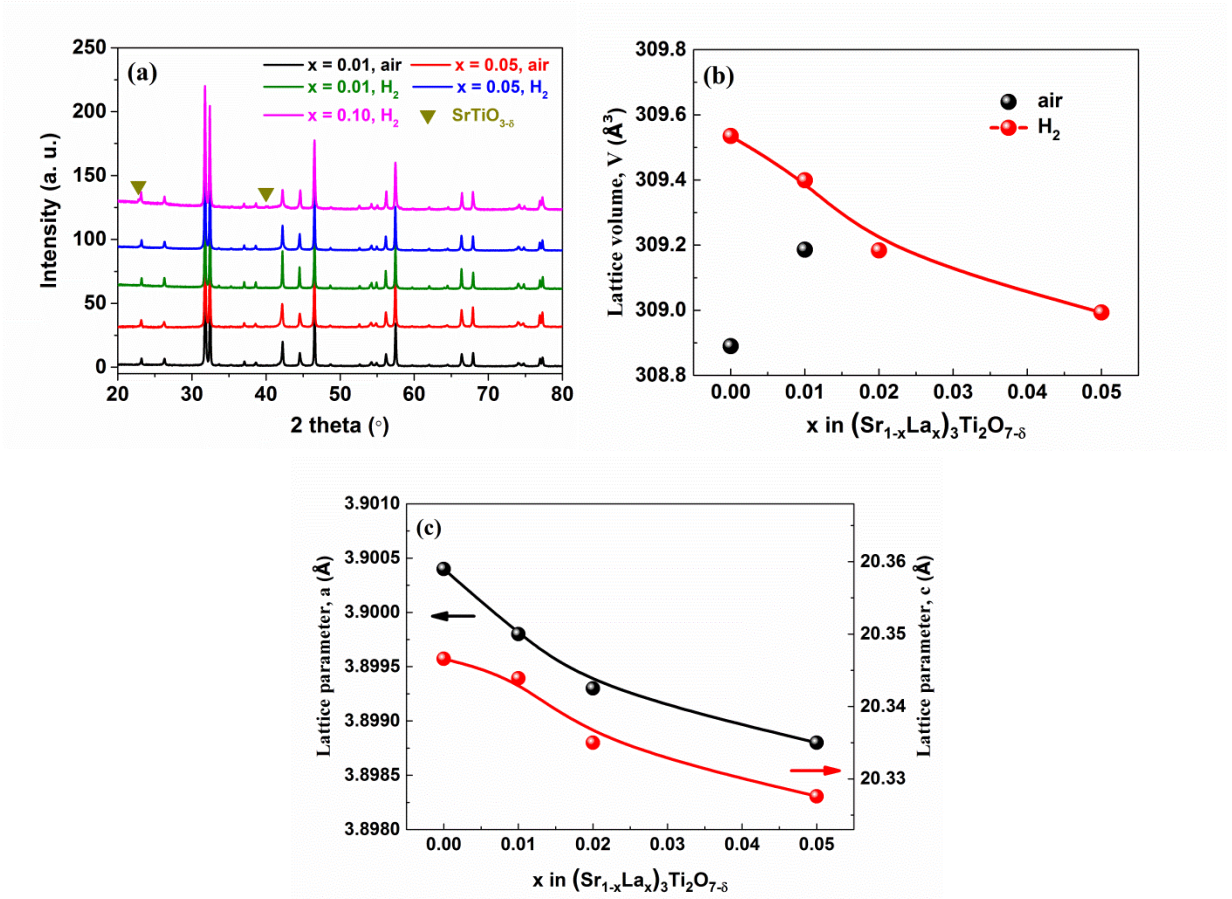 (a)
x = 0.01, air
x = 0.05, air
x = 0.01, H₂
x = 0.05, H₂
x = 0.10, H₂
SrTiO₃₋δ
250
200
150
100
50
0
Intensity (a. u.)
20 30 40 50 60 70 80
2 theta (°)
(b)
air
H₂
309.8
309.6
309.4
309.2
309.0
308.8
Lattice volume, V (Å³)
0.00 0.01 0.02 0.03 0.04 0.05
x in (Sr₁₋ₓLaₓ)₃Ti₂O₇₋δ
(c)
3.9010
3.9005
3.9000
3.8995
3.8990
3.8985
3.8980
Lattice parameter, a (Å)
20.36
20.35
20.34
20.33
Lattice parameter, c (Å)
0.00 0.01 0.02 0.03 0.04 0.05
x in (Sr₁₋ₓLaₓ)₃Ti₂O₇₋δ